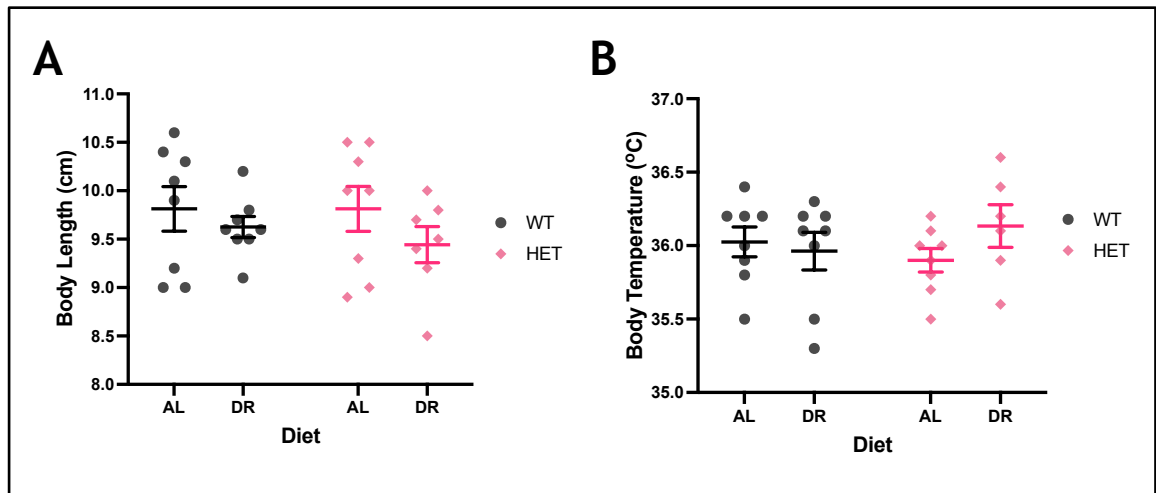 A
Body Length (cm)
11.0
10.5
10.0
9.5
9.0
8.5
8.0
AL DR AL DR
Diet
WT
HET
B
Body Temperature (ºC)
37.0
36.5
36.0
35.5
35.0
AL DR AL DR
Diet
WT
HET